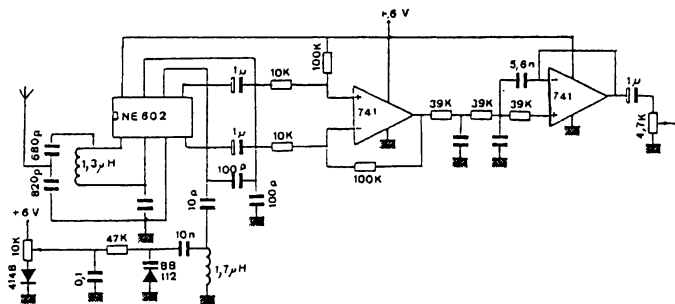 +6 V
100K
1µ
10K
5,6n
1µ
NE 602
741
39K
39K
39K
741
4,7K
680p
1,3µH
1µ
10K
820p
100p
100K
10p
100p
+6 V
10K
47K
10n
4148
0,1
BB
112
1,7µH